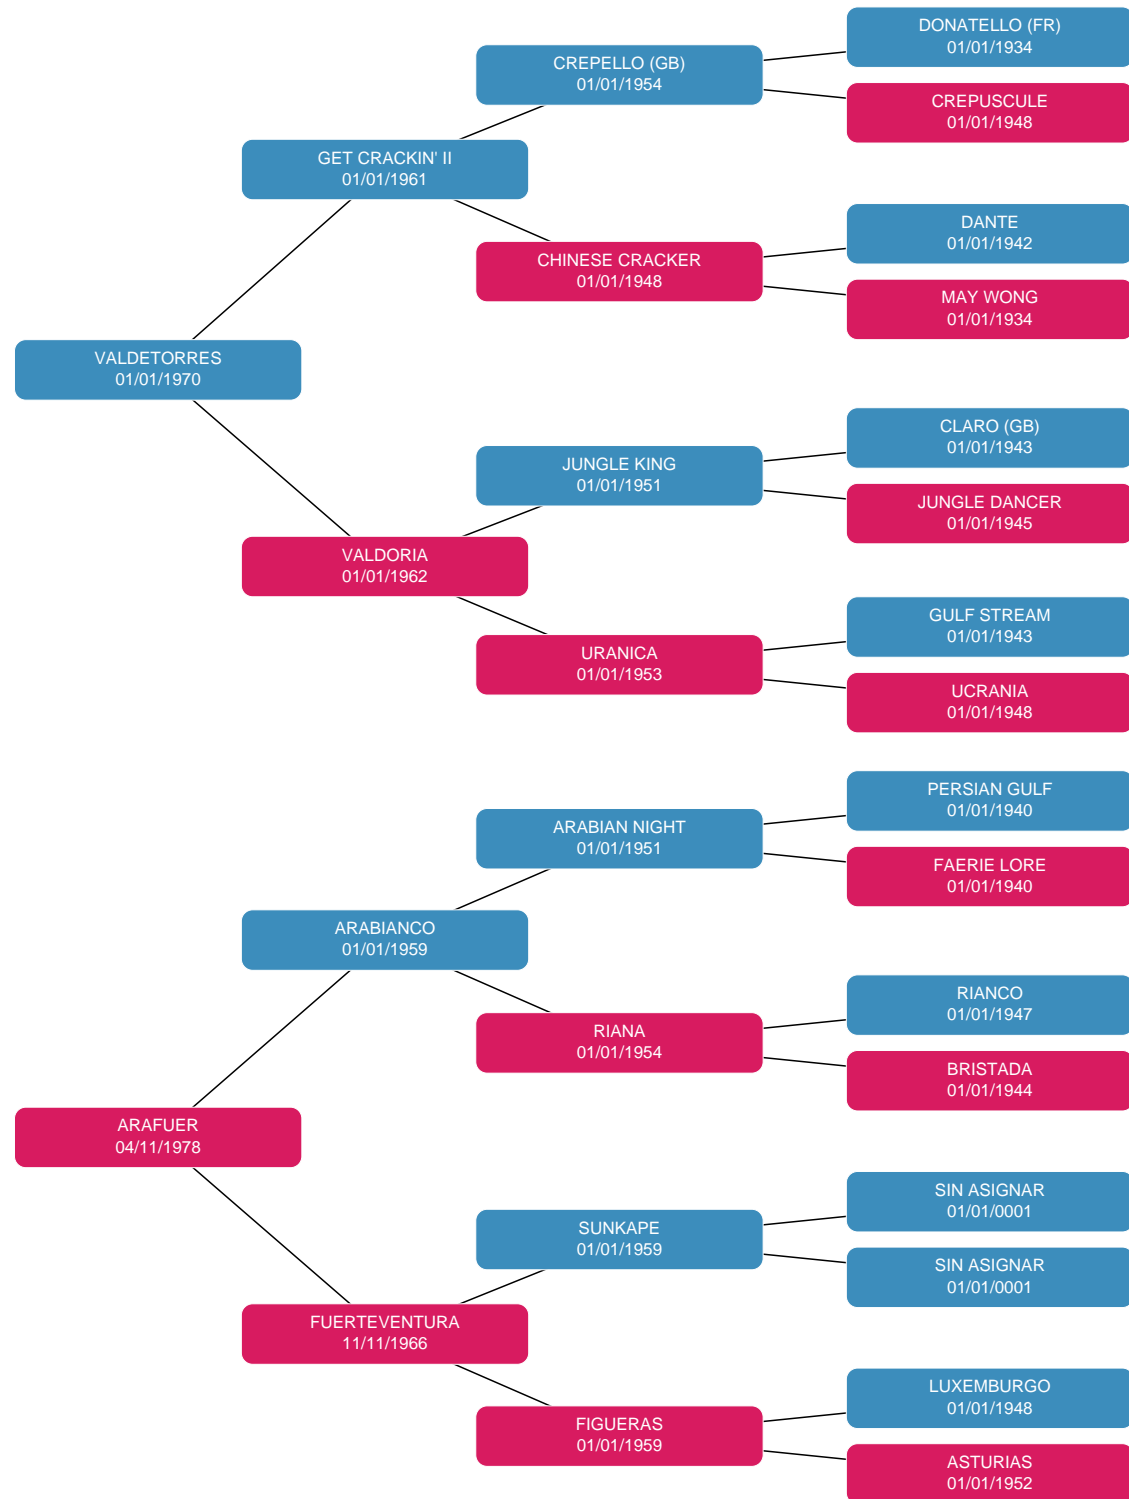 DONATELLO (FR)
01/01/1934
CREPELLO (GB)
01/01/1954
CREPUSCULE
01/01/1948
GET CRACKIN' II
01/01/1961
DANTE
01/01/1942
CHINESE CRACKER
01/01/1948
MAY WONG
01/01/1934
VALDETORRES
01/01/1970
CLARO (GB)
01/01/1943
JUNGLE KING
01/01/1951
JUNGLE DANCER
01/01/1945
VALDORIA
01/01/1962
GULF STREAM
01/01/1943
URANICA
01/01/1953
UCRANIA
01/01/1948
PERSIAN GULF
01/01/1940
ARABIAN NIGHT
01/01/1951
FAERIE LORE
01/01/1940
ARABIANCO
01/01/1959
RIANCO
01/01/1947
RIANA
01/01/1954
BRISTADA
01/01/1944
ARAFUER
04/11/1978
SIN ASIGNAR
01/01/0001
SUNKAPE
01/01/1959
SIN ASIGNAR
01/01/0001
FUERTEVENTURA
11/11/1966
LUXEMBURGO
01/01/1948
FIGUERAS
01/01/1959
ASTURIAS
01/01/1952